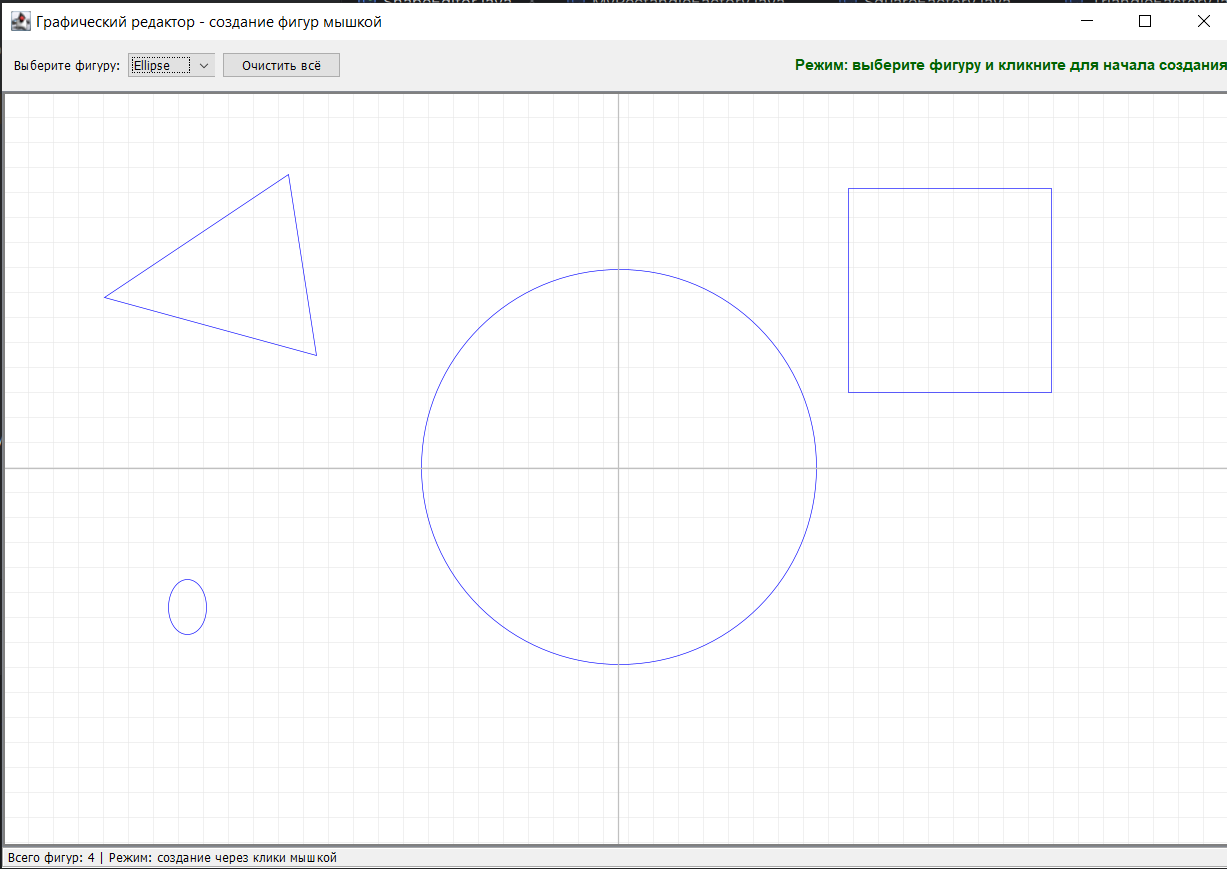 Графический редактор - создание фигур мышкой
Выберите фигуру: Ellipse Очистить всё Режим: выберите фигуру и кликните для начала создания
Всего фигур: 4 | Режим: создание через клики мышкой